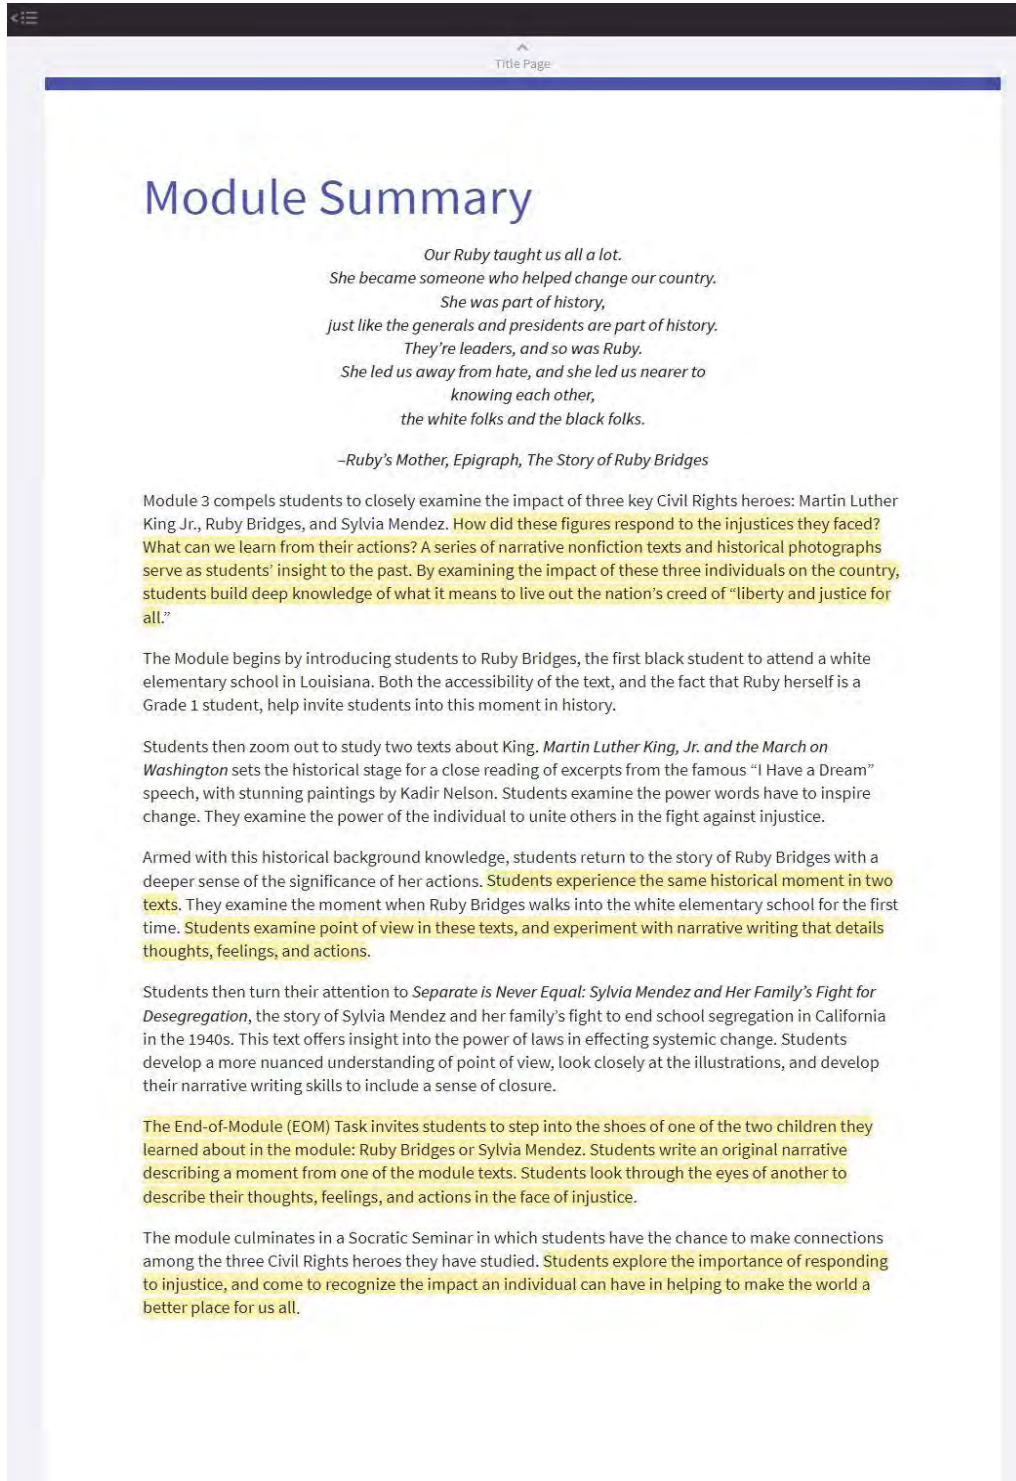 Title Page
Module Summary
Our Ruby taught us all a lot.
She became someone who helped change our country.
She was part of history,
just like the generals and presidents are part of history.
They're leaders, and so was Ruby.
She led us away from hate, and she led us nearer to
knowing each other,
the white folks and the black folks.
–Ruby's Mother, Epigraph, The Story of Ruby Bridges
Module 3 compels students to closely examine the impact of three key Civil Rights heroes: Martin Luther
King Jr., Ruby Bridges, and Sylvia Mendez. How did these figures respond to the injustices they faced?
What can we learn from their actions? A series of narrative nonfiction texts and historical photographs
serve as students' insight to the past. By examining the impact of these three individuals on the country,
students build deep knowledge of what it means to live out the nation's creed of “liberty and justice for
all.”
The Module begins by introducing students to Ruby Bridges, the first black student to attend a white
elementary school in Louisiana. Both the accessibility of the text, and the fact that Ruby herself is a
Grade 1 student, help invite students into this moment in history.
Students then zoom out to study two texts about King. Martin Luther King, Jr. and the March on
Washington sets the historical stage for a close reading of excerpts from the famous “I Have a Dream”
speech, with stunning paintings by Kadir Nelson. Students examine the power words have to inspire
change. They examine the power of the individual to unite others in the fight against injustice.
Armed with this historical background knowledge, students return to the story of Ruby Bridges with a
deeper sense of the significance of her actions. Students experience the same historical moment in two
texts. They examine the moment when Ruby Bridges walks into the white elementary school for the first
time. Students examine point of view in these texts, and experiment with narrative writing that details
thoughts, feelings, and actions.
Students then turn their attention to Separate is Never Equal: Sylvia Mendez and Her Family's Fight for
Desegregation, the story of Sylvia Mendez and her family's fight to end school segregation in California
in the 1940s. This text offers insight into the power of laws in effecting systemic change. Students
develop a more nuanced understanding of point of view, look closely at the illustrations, and develop
their narrative writing skills to include a sense of closure.
The End-of-Module (EOM) Task invites students to step into the shoes of one of the two children they
learned about in the module: Ruby Bridges or Sylvia Mendez. Students write an original narrative
describing a moment from one of the module texts. Students look through the eyes of another to
describe their thoughts, feelings, and actions in the face of injustice.
The module culminates in a Socratic Seminar in which students have the chance to make connections
among the three Civil Rights heroes they have studied. Students explore the importance of responding
to injustice, and come to recognize the impact an individual can have in helping to make the world a
better place for us all.